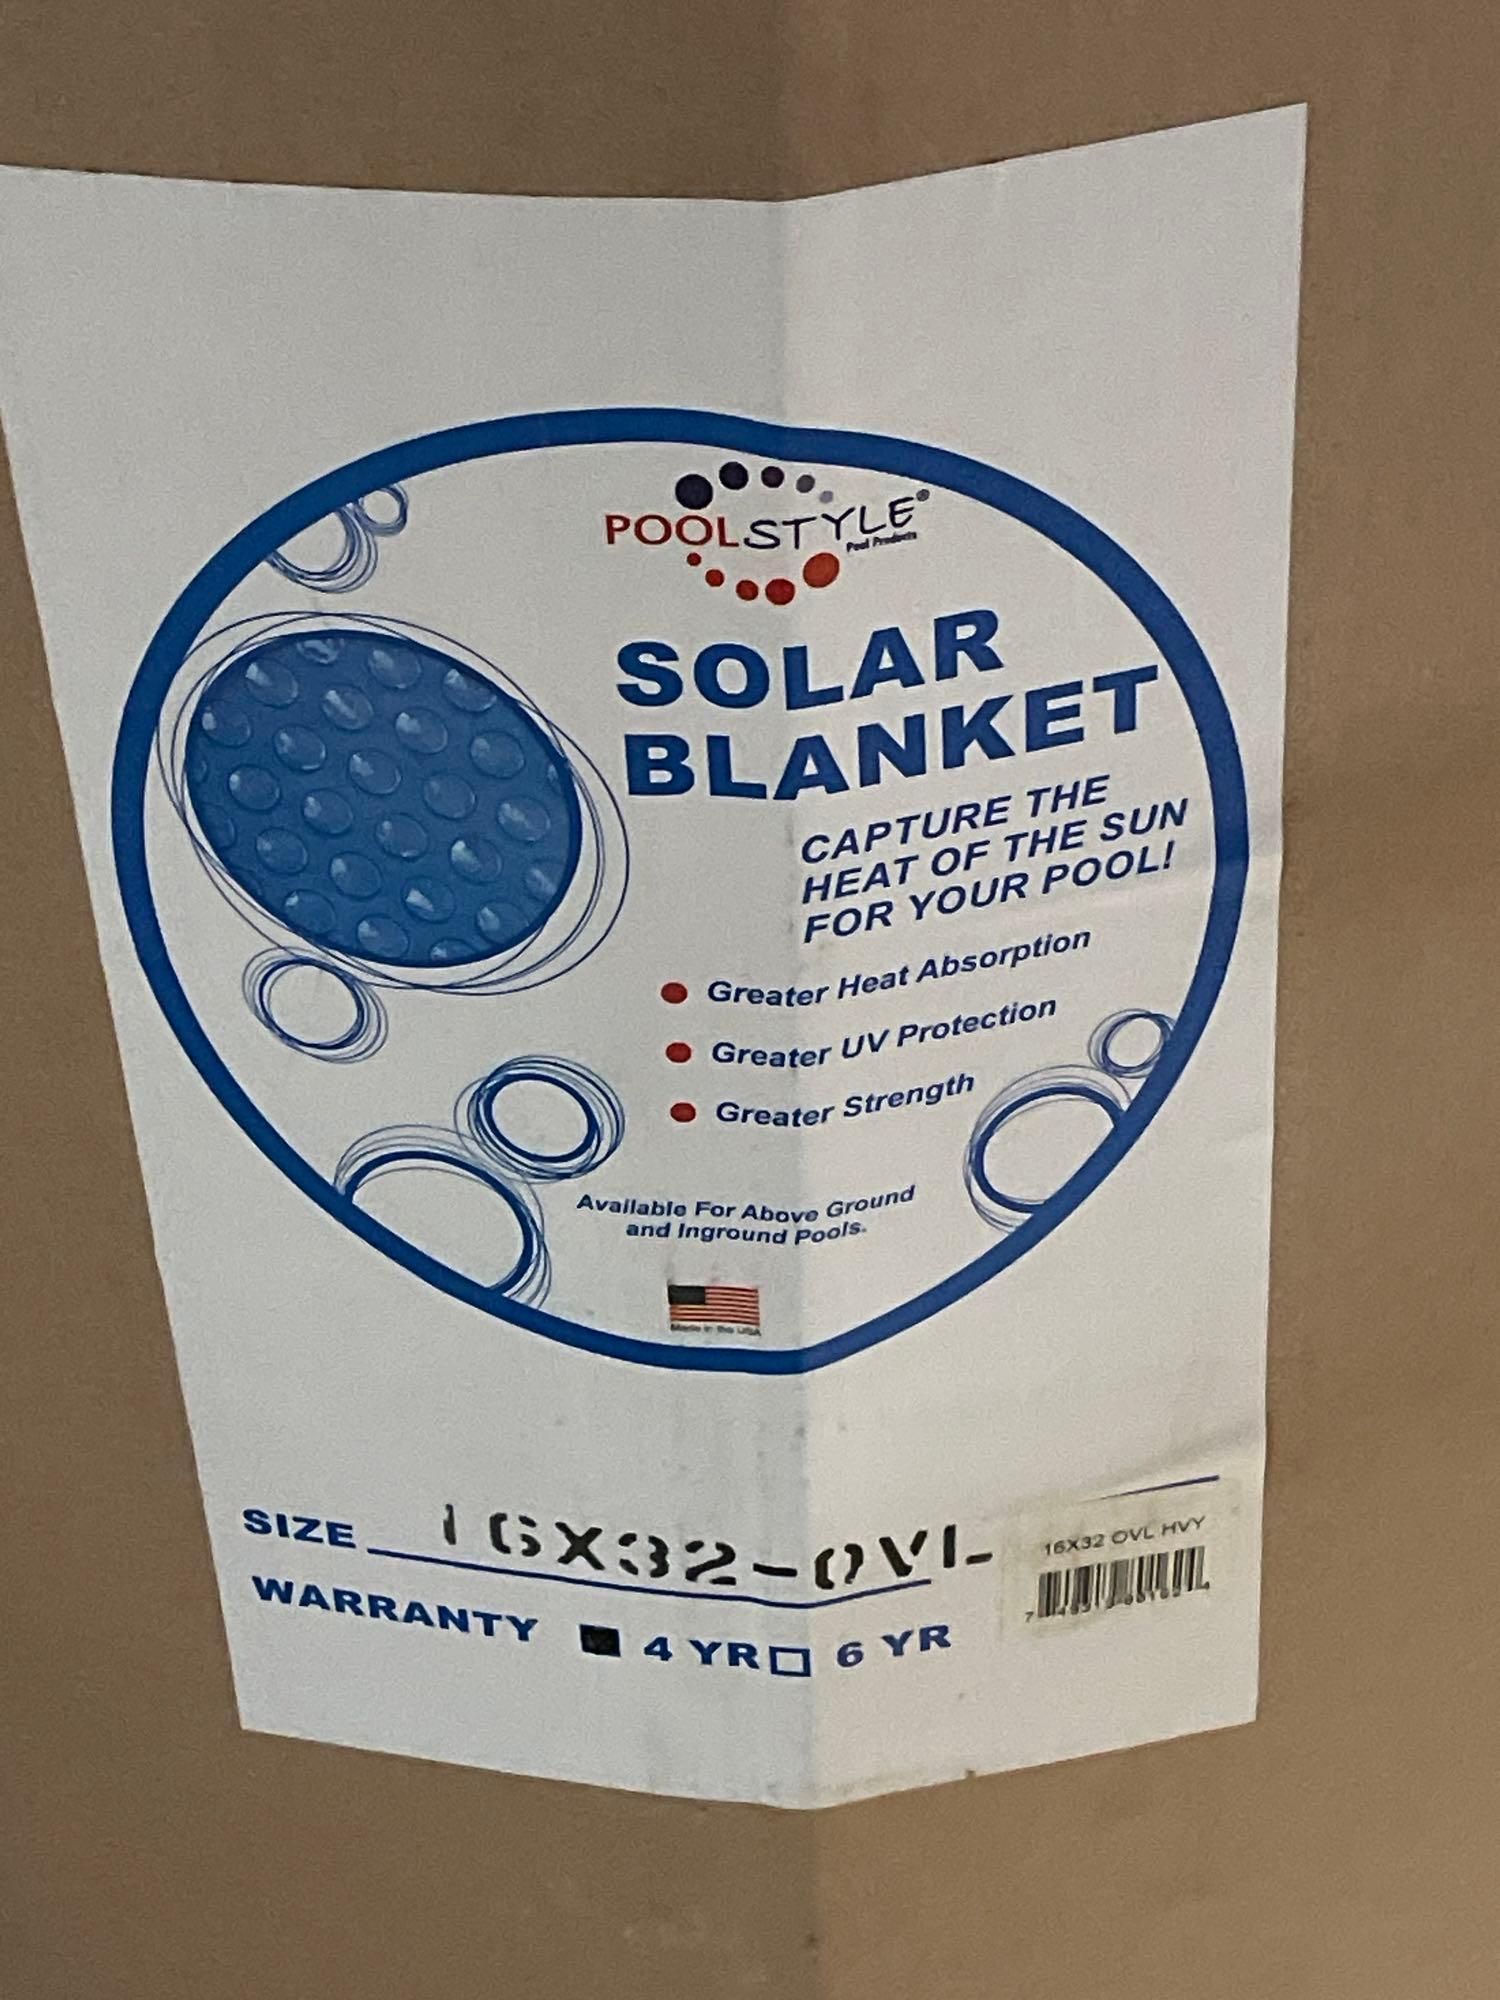 POOLSTYLE®
Pool Products
SOLAR
BLANKET
CAPTURE THE
HEAT OF THE SUN
FOR YOUR POOL!
Greater Heat Absorption
Greater UV Protection
Greater Strength
Available For Above Ground
and Inground Pools.
Made in the USA
SIZE 16X32-OVL
16X32 OVL HVY
WARRANTY 4 YR 6 YR